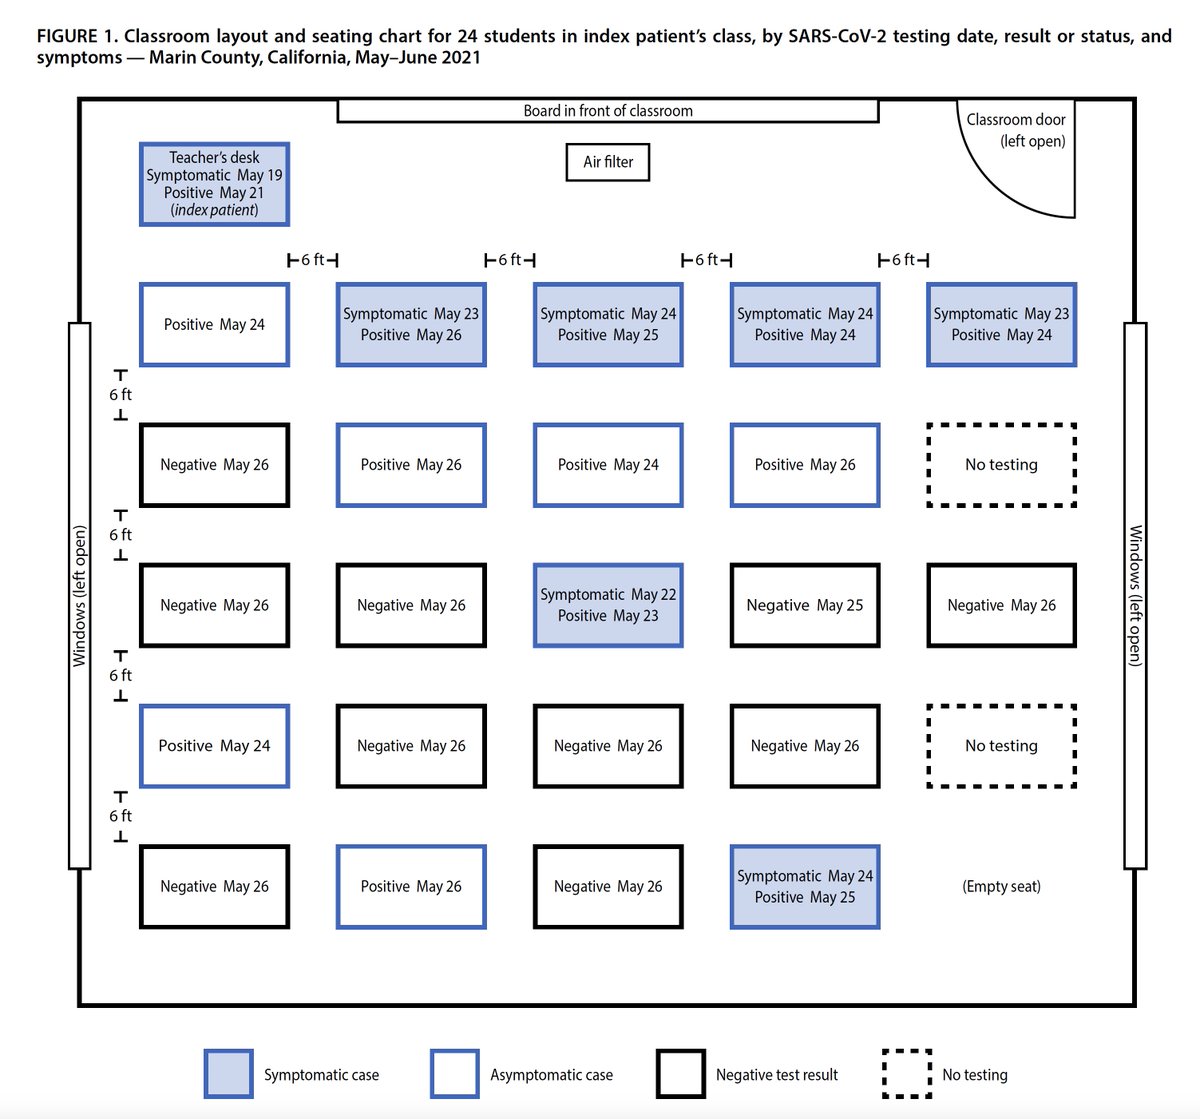 FIGURE 1. Classroom layout and seating chart for 24 students in index patient’s class, by SARS-CoV-2 testing date, result or status, and
symptoms — Marin County, California, May–June 2021
Board in front of classroom
Classroom door
(left open)
Air filter
Teacher’s desk
Symptomatic May 19
Positive May 21
(index patient)
6 ft
6 ft
6 ft
6 ft
Positive May 24
Symptomatic May 23
Positive May 26
Symptomatic May 24
Positive May 25
Symptomatic May 24
Positive May 24
Symptomatic May 23
Positive May 24
6 ft
Negative May 26
Positive May 26
Positive May 24
Positive May 26
No testing
6 ft
Windows (left open)
Windows (left open)
Negative May 26
Negative May 26
Symptomatic May 22
Positive May 23
Negative May 25
Negative May 26
6 ft
Positive May 24
Negative May 26
Negative May 26
Negative May 26
No testing
6 ft
Negative May 26
Positive May 26
Negative May 26
Symptomatic May 24
Positive May 25
(Empty seat)
Symptomatic case
Asymptomatic case
Negative test result
No testing